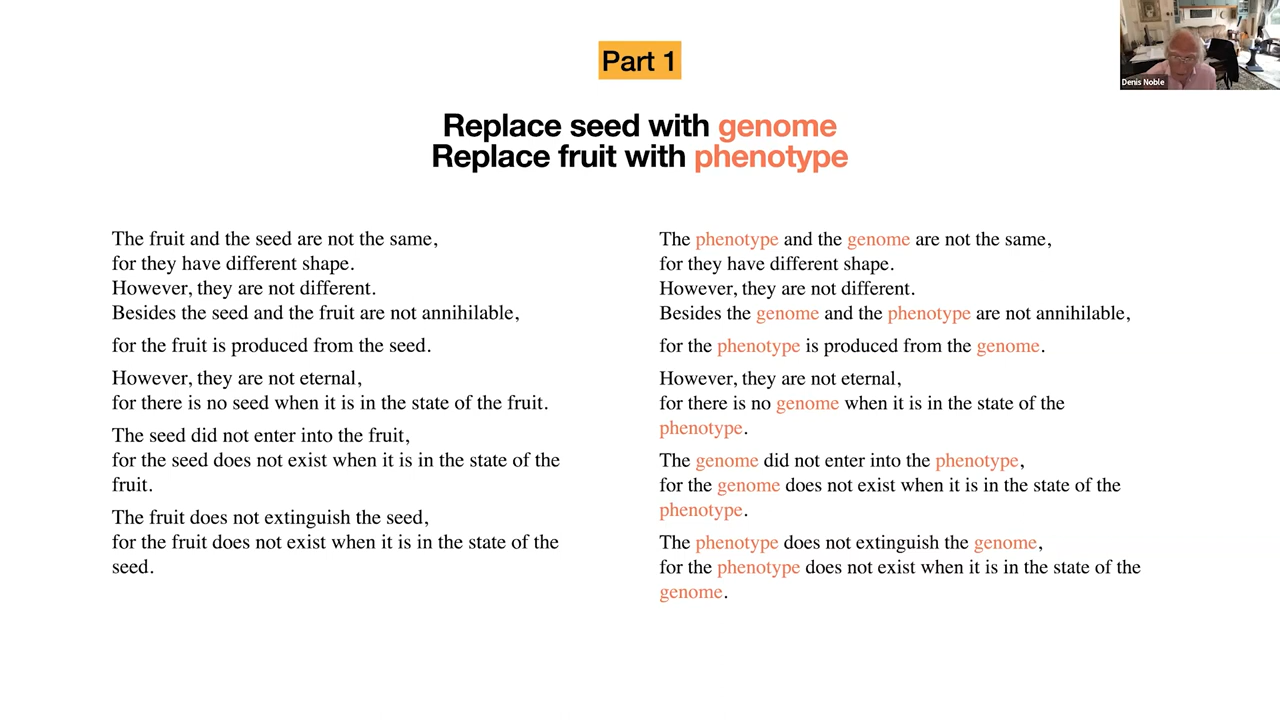 Part 1
Denis Noble
Replace seed with genome
Replace fruit with phenotype
The fruit and the seed are not the same,
for they have different shape.
However, they are not different.
Besides the seed and the fruit are not annihilable,
for the fruit is produced from the seed.
However, they are not eternal,
for there is no seed when it is in the state of the fruit.
The seed did not enter into the fruit,
for the seed does not exist when it is in the state of the
fruit.
The fruit does not extinguish the seed,
for the fruit does not exist when it is in the state of the
seed.
The phenotype and the genome are not the same,
for they have different shape.
However, they are not different.
Besides the genome and the phenotype are not annihilable,
for the phenotype is produced from the genome.
However, they are not eternal,
for there is no genome when it is in the state of the
phenotype.
The genome did not enter into the phenotype,
for the genome does not exist when it is in the state of the
phenotype.
The phenotype does not extinguish the genome,
for the phenotype does not exist when it is in the state of the
genome.